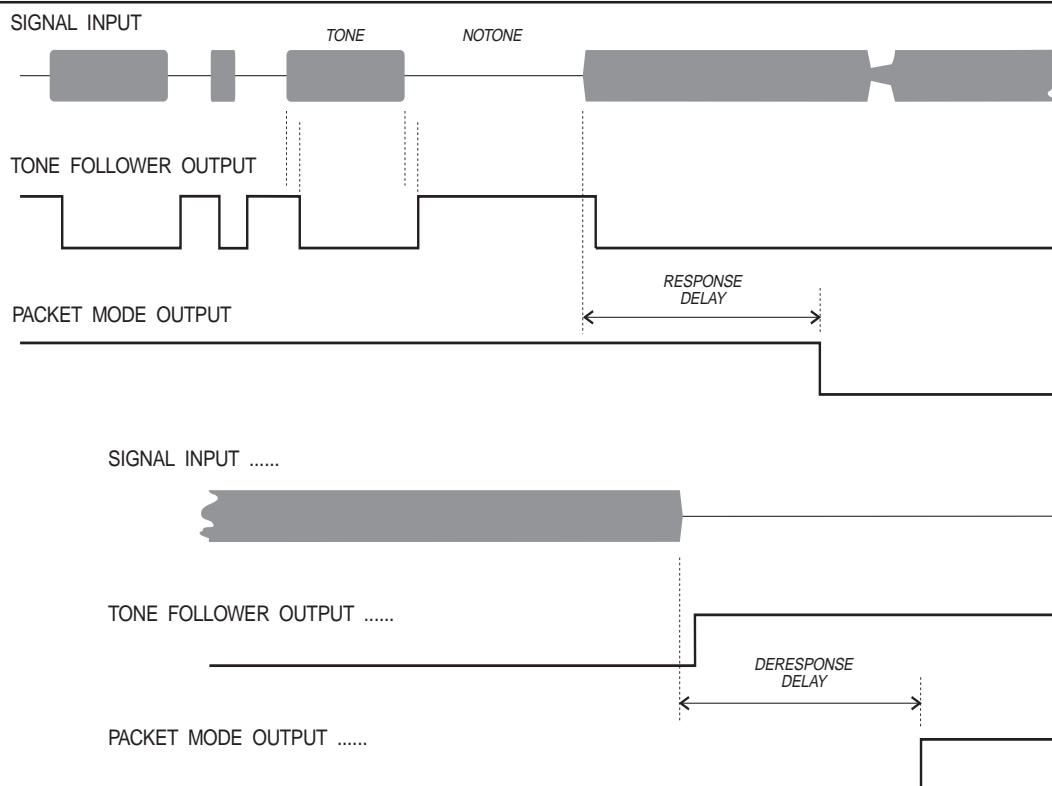 SIGNAL INPUT
TONE
NOTONE
TONE FOLLOWER OUTPUT
RESPONSE
DELAY
PACKET MODE OUTPUT
SIGNAL INPUT ......
TONE FOLLOWER OUTPUT ......
DERESPONSE
DELAY
PACKET MODE OUTPUT ......